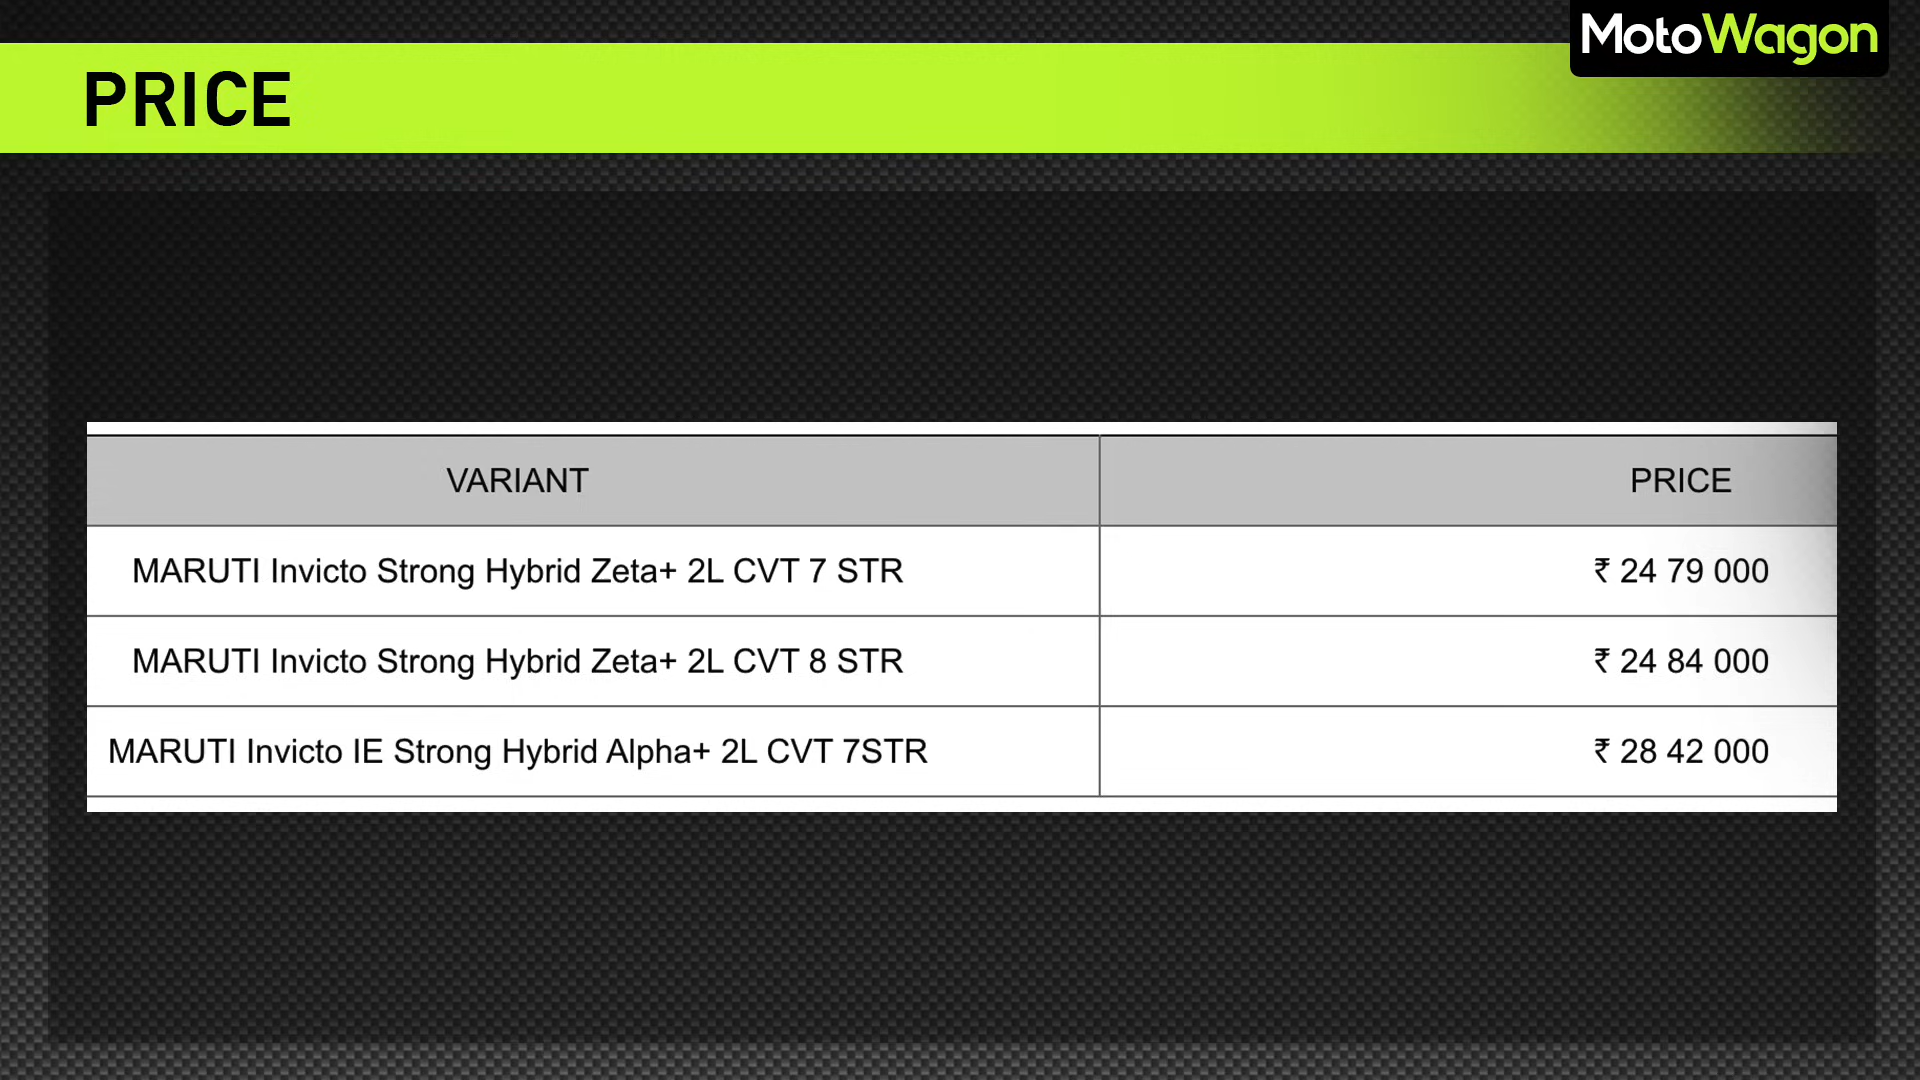 MotoWagon
PRICE
VARIANT PRICE
MARUTI Invicto Strong Hybrid Zeta+ 2L CVT 7 STR ₹ 24 79 000
MARUTI Invicto Strong Hybrid Zeta+ 2L CVT 8 STR ₹ 24 84 000
MARUTI Invicto IE Strong Hybrid Alpha+ 2L CVT 7STR ₹ 28 42 000